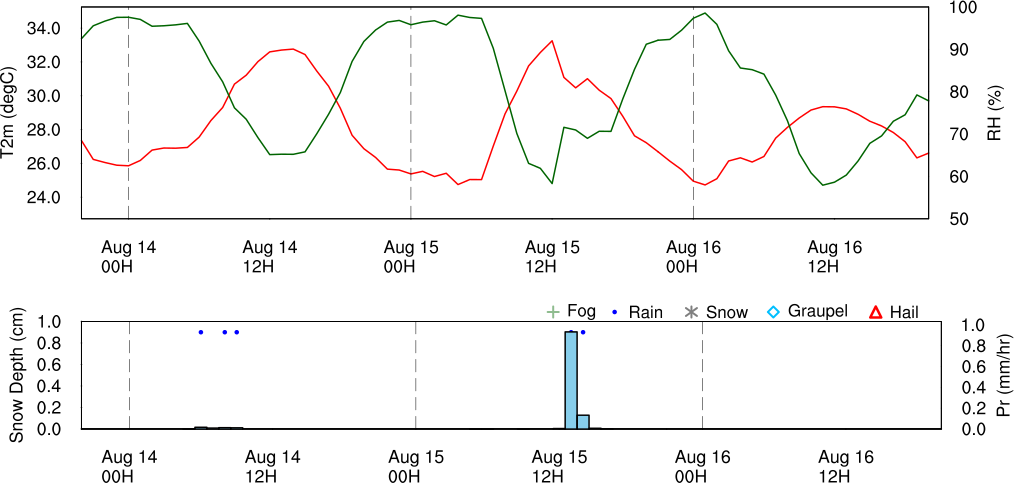 34.0
32.0
30.0
28.0
26.0
24.0
T2m (degC)
100
90
80
70
60
50
RH (%)
Aug 14 00H
Aug 14 12H
Aug 15 00H
Aug 15 12H
Aug 16 00H
Aug 16 12H
Fog Rain Snow Graupel Hail
1.0
0.8
0.6
0.4
0.2
0.0
Snow Depth (cm)
1.0
0.8
0.6
0.4
0.2
0.0
Pr (mm/hr)
Aug 14 00H
Aug 14 12H
Aug 15 00H
Aug 15 12H
Aug 16 00H
Aug 16 12H